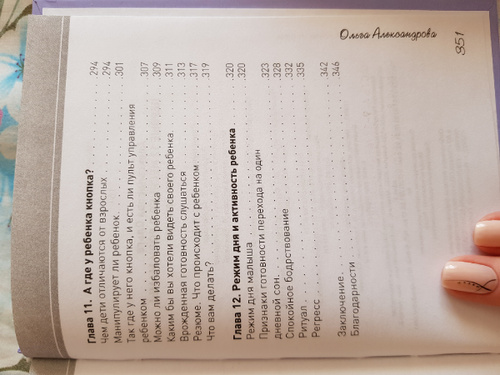 Ольга Александрова
351
Глава 11. А где у ребенка кнопка? 294
Чем дети отличаются от взрослых 294
Манипулирует ли ребенок 301
Так где у него кнопка, и есть ли пульт управления
ребенком 307
Можно ли избаловать ребенка 309
Каким бы вы хотели видеть своего ребенка 311
Врожденная готовность слушаться 313
Резюме. Что происходит с ребенком 317
Что вам делать? 319
Глава 12. Режим дня и активность ребенка 320
Режим дня малыша 320
Признаки готовности перехода на один
дневной сон 323
Спокойное бодрствование 328
Ритуал 332
Регресс 335
Заключение 342
Благодарности 346